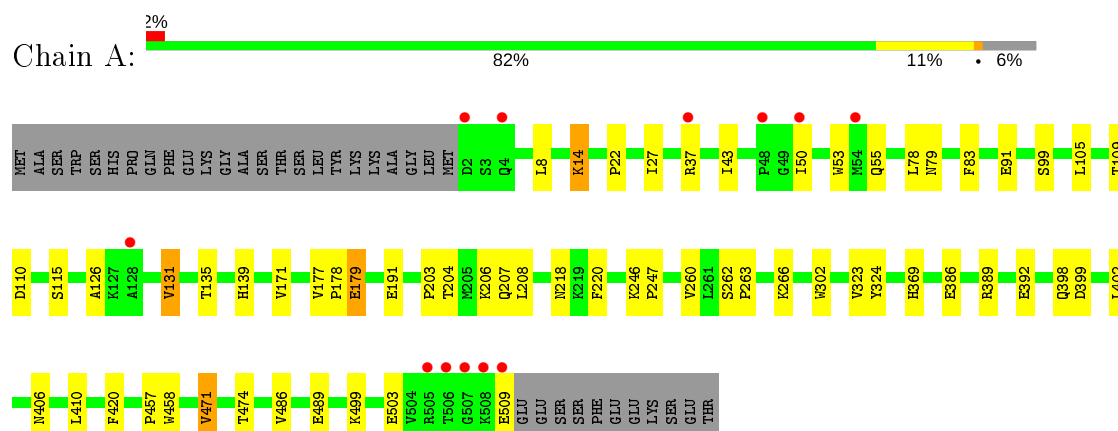 2%
Chain A:
82% 11% • 6%
MET ALA SER TRP SER HIS PRO GLN PHE GLU LYS GLY ALA SER THR SER LEU TYR LYS LYS ALA GLY LEU MET D2 S3 Q4 L8 K14 P22 I27 R37 I43 P48 G49 I50 W53 M54 Q55 L78 N79 F83 E91 S99 L105 T109
D110 S115 A126 K127 A128 V131 T135 H139 V171 V177 P178 E179 E191 P203 T204 M205 K206 Q207 L208 N218 K219 F220 K246 P247 V260 L261 S262 P263 K266 W302 V323 Y324 H369 E386 R389 E392 Q398 D399 L402
N406 L410 F420 P457 W458 V471 T474 V486 E489 K499 E503 V504 R505 T506 G507 K508 E509 GLU GLU SER SER PHE GLU GLU LYS SER GLU THR